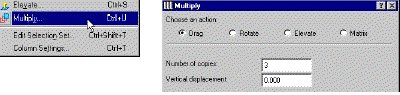 Elevate... Ctrl+S
Multiply... Ctrl+U
Edit Selection Set... Ctrl+Shift+T
Column Settings... Ctrl+T
Multiply
Choose an action:
Drag Rotate Elevate Matrix
Number of copies: 3
Vertical displacement: 0.000